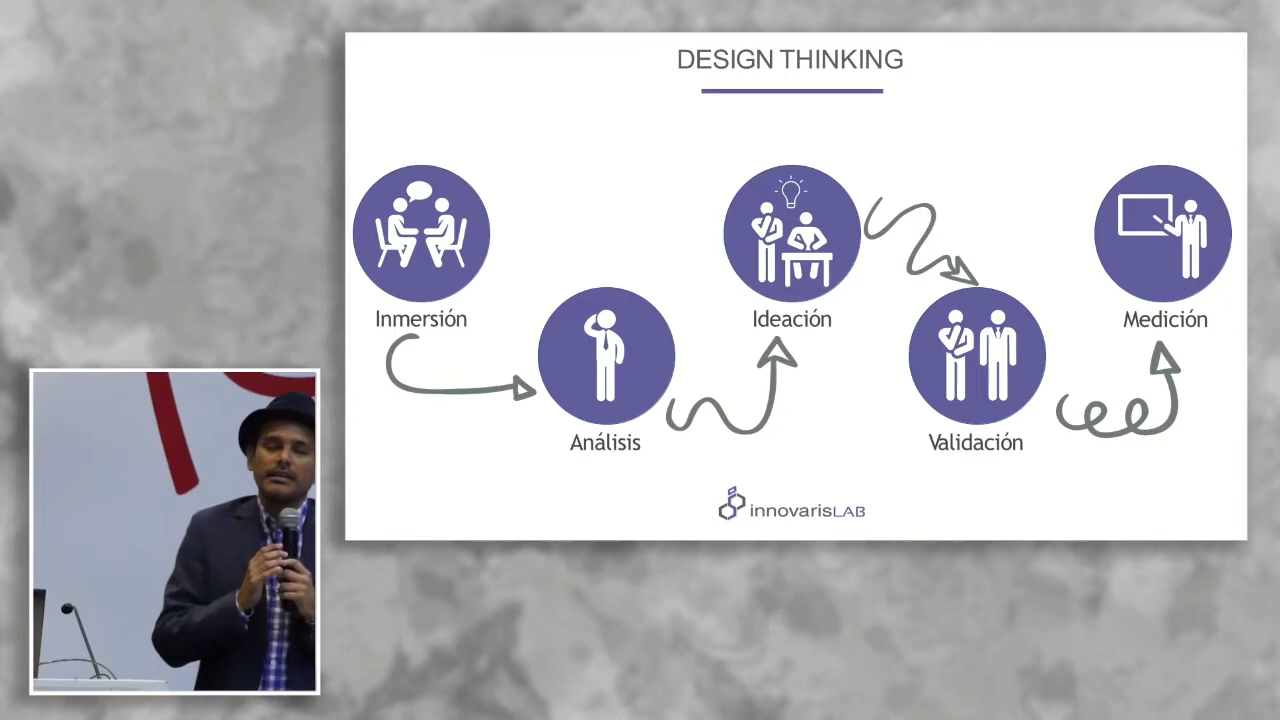 DESIGN THINKING
Inmersión
Análisis
Ideación
Validación
Medición
innovarisLAB